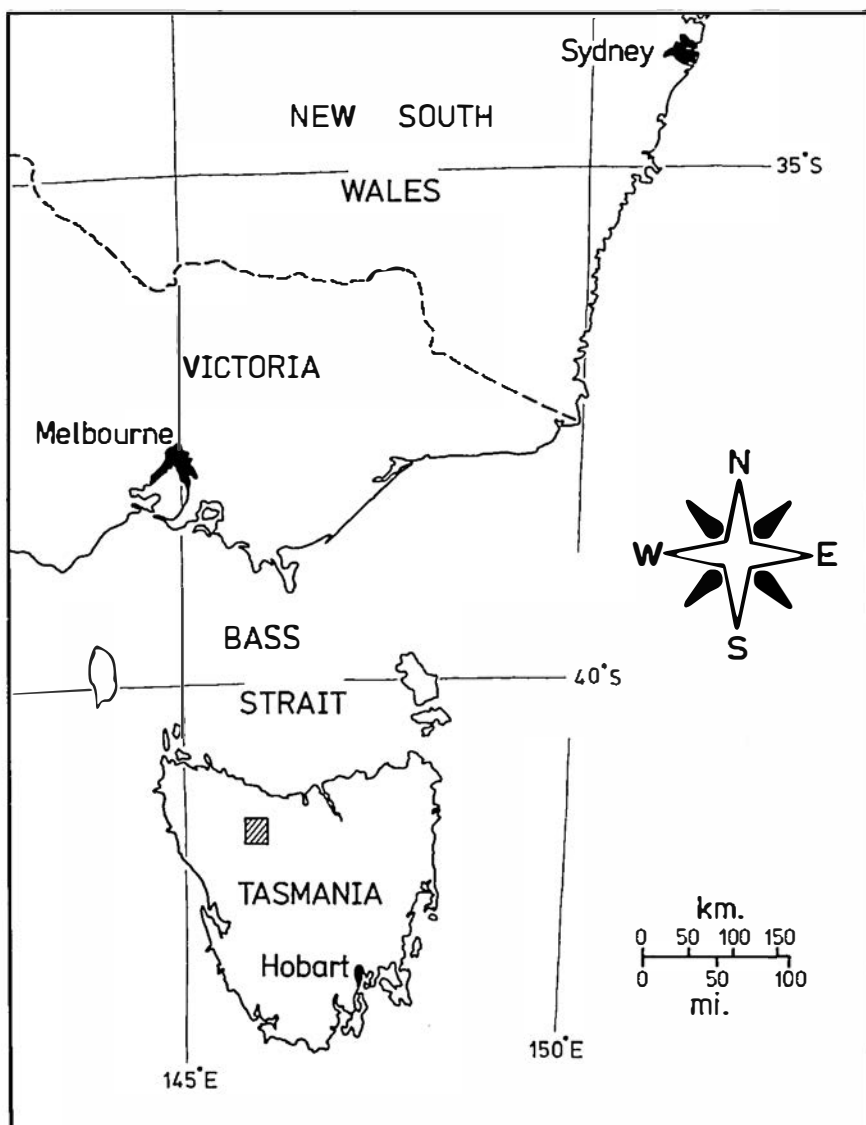 Sydney
NEW SOUTH
35°S
WALES
VICTORIA
Melbourne
N
W E
S
BASS
40°S
STRAIT
TASMANIA
km.
0 50 100 150
Hobart
0 50 100
mi.
150°E
145°E